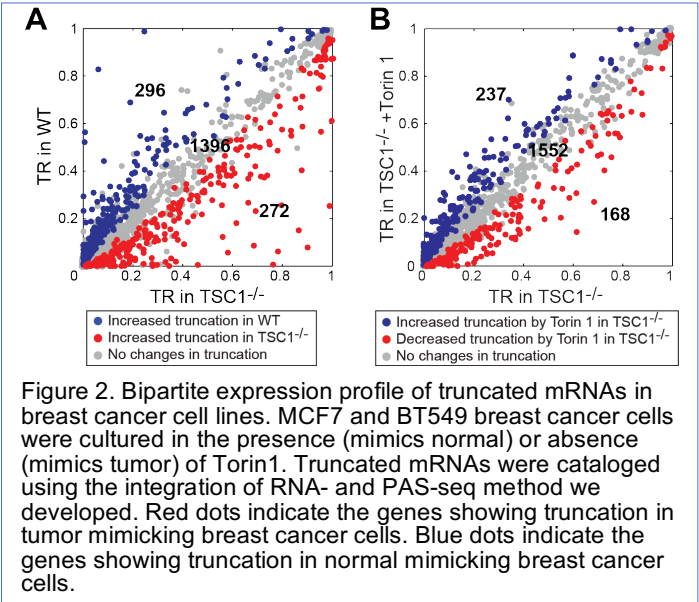 A
B
1
0.8
0.6
0.4
0.2
0
0.2
0.4
0.6
0.8
1
TR in WT
TR in TSC1-/-
296
1396
272
1
0.8
0.6
0.4
0.2
0
0.2
0.4
0.6
0.8
1
TR in TSC1-/- +Torin 1
TR in TSC1-/-
237
1552
168
Increased truncation in WT
Increased truncation in TSC1-/-
No changes in truncation
Increased truncation by Torin 1 in TSC1-/-
Decreased truncation by Torin 1 in TSC1-/-
No changes in truncation
Figure 2. Bipartite expression profile of truncated mRNAs in
breast cancer cell lines. MCF7 and BT549 breast cancer cells
were cultured in the presence (mimics normal) or absence
(mimics tumor) of Torin1. Truncated mRNAs were cataloged
using the integration of RNA- and PAS-seq method we
developed. Red dots indicate the genes showing truncation in
tumor mimicking breast cancer cells. Blue dots indicate the
genes showing truncation in normal mimicking breast cancer
cells.